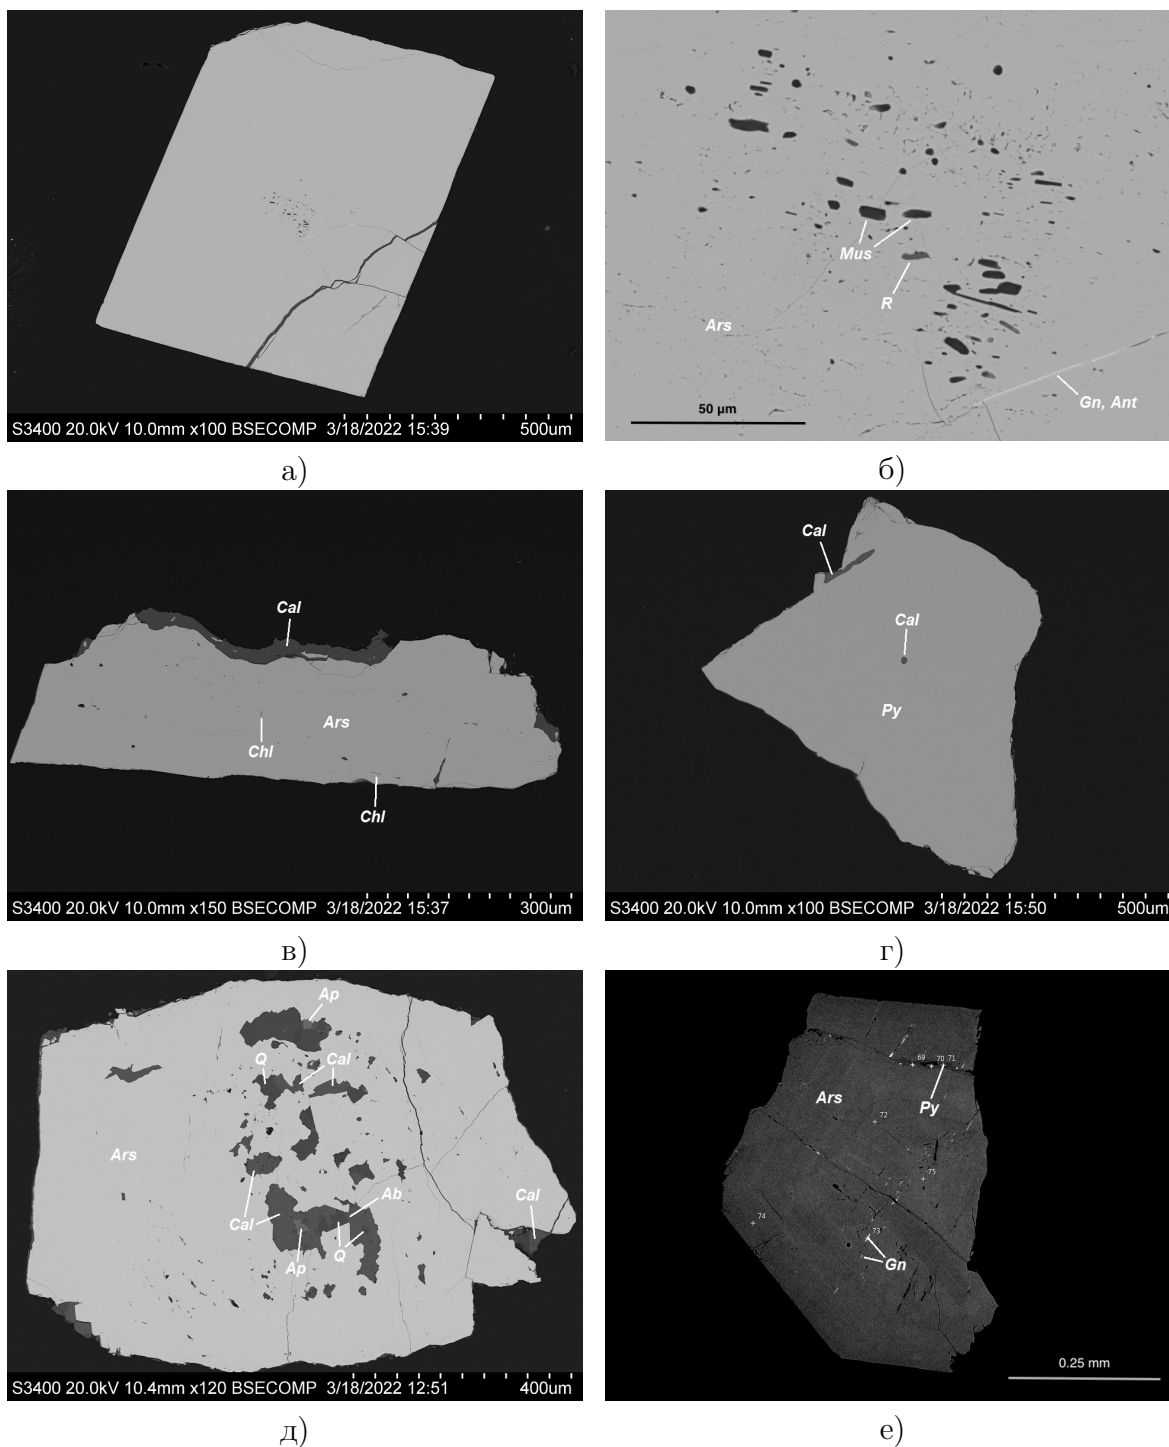 S3400 20.0kV 10.0mm x100 BSECOMP 3/18/2022 15:39 500um
а)
Mus
R
Ars
Gn, Ant
50 µm
б)
Cal
Ars
Chl
Chl
S3400 20.0kV 10.0mm x150 BSECOMP 3/18/2022 15:37 300um
в)
Cal
Cal
Py
S3400 20.0kV 10.0mm x100 BSECOMP 3/18/2022 15:50 500um
г)
Ap
Q Cal
Ars
Ab
Cal Cal
Q
Ap
S3400 20.0kV 10.4mm x120 BSECOMP 3/18/2022 12:51 400um
д)
69 70 71
Ars
Py
72
75
74
73
Gn
0.25 mm
е)